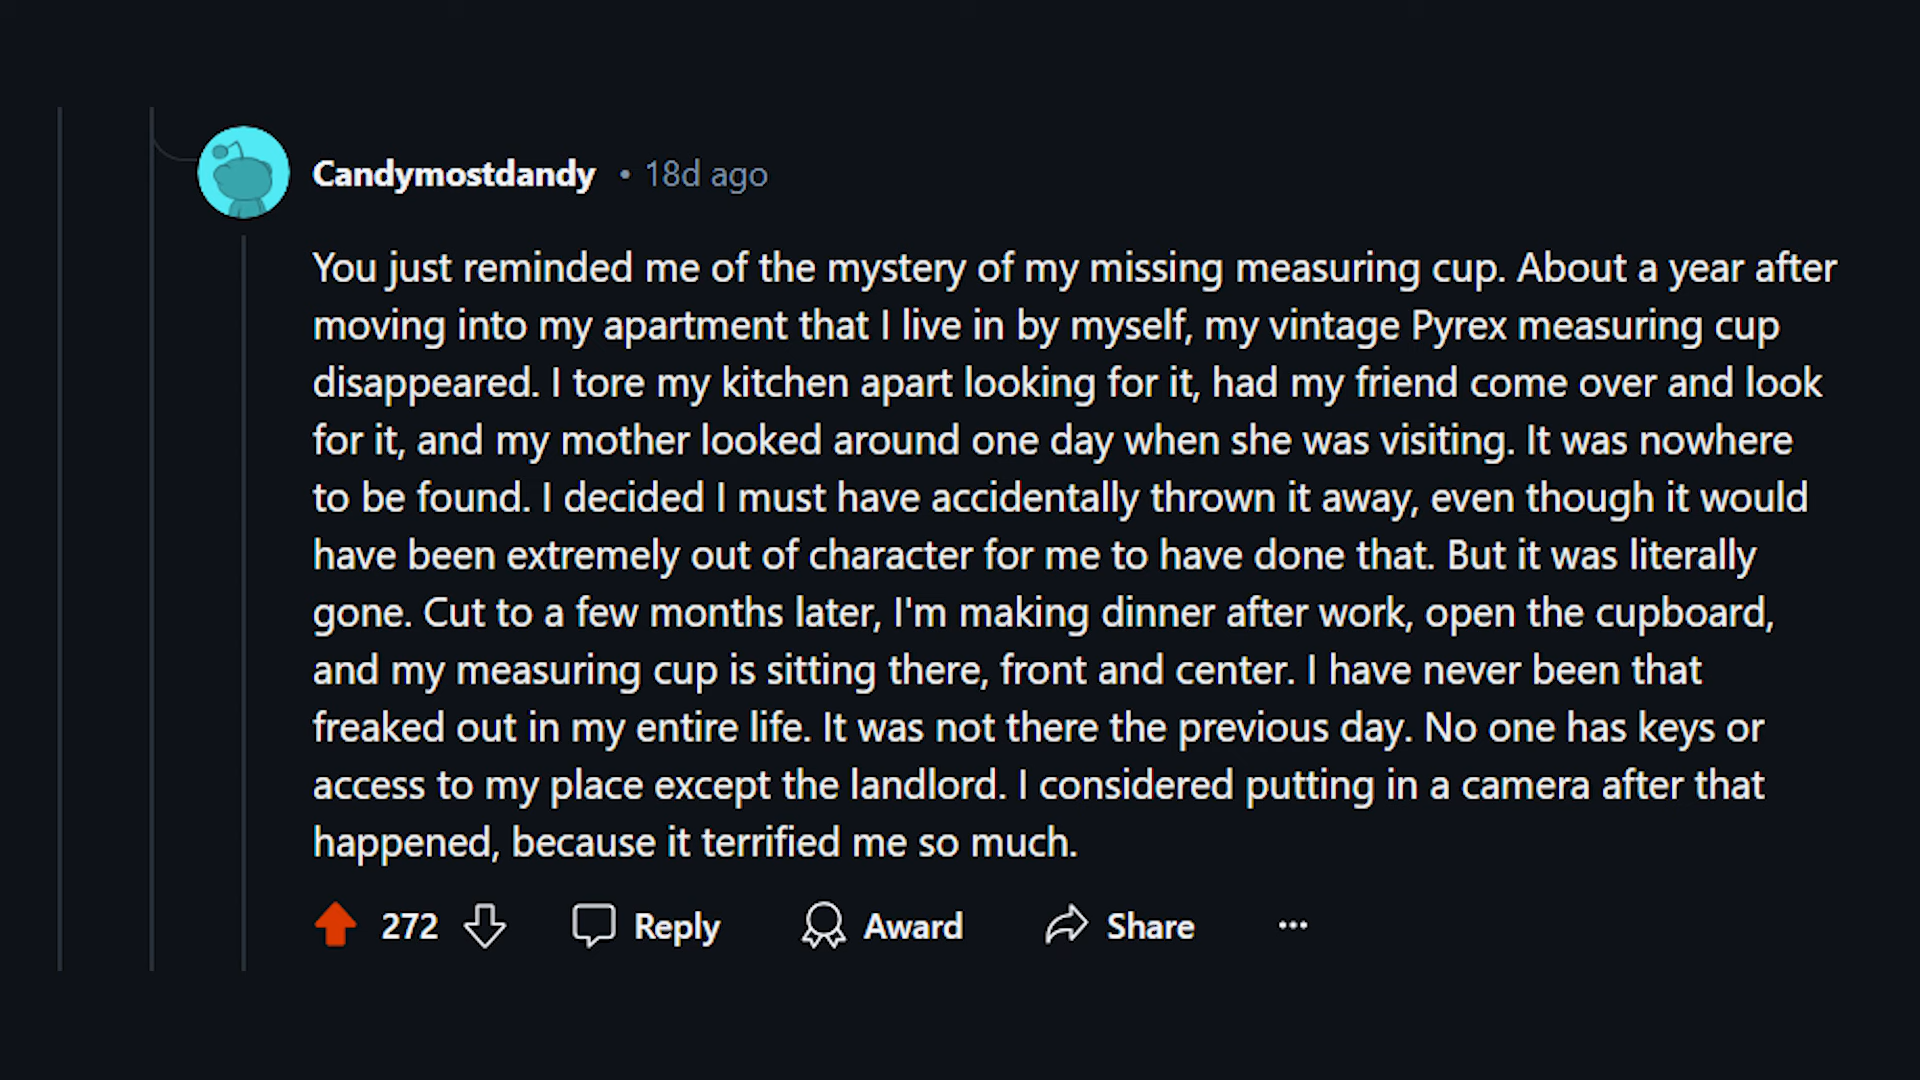 Candymostdandy • 18d ago
You just reminded me of the mystery of my missing measuring cup. About a year after
moving into my apartment that I live in by myself, my vintage Pyrex measuring cup
disappeared. I tore my kitchen apart looking for it, had my friend come over and look
for it, and my mother looked around one day when she was visiting. It was nowhere
to be found. I decided I must have accidentally thrown it away, even though it would
have been extremely out of character for me to have done that. But it was literally
gone. Cut to a few months later, I'm making dinner after work, open the cupboard,
and my measuring cup is sitting there, front and center. I have never been that
freaked out in my entire life. It was not there the previous day. No one has keys or
access to my place except the landlord. I considered putting in a camera after that
happened, because it terrified me so much.
272 Reply Award Share ...